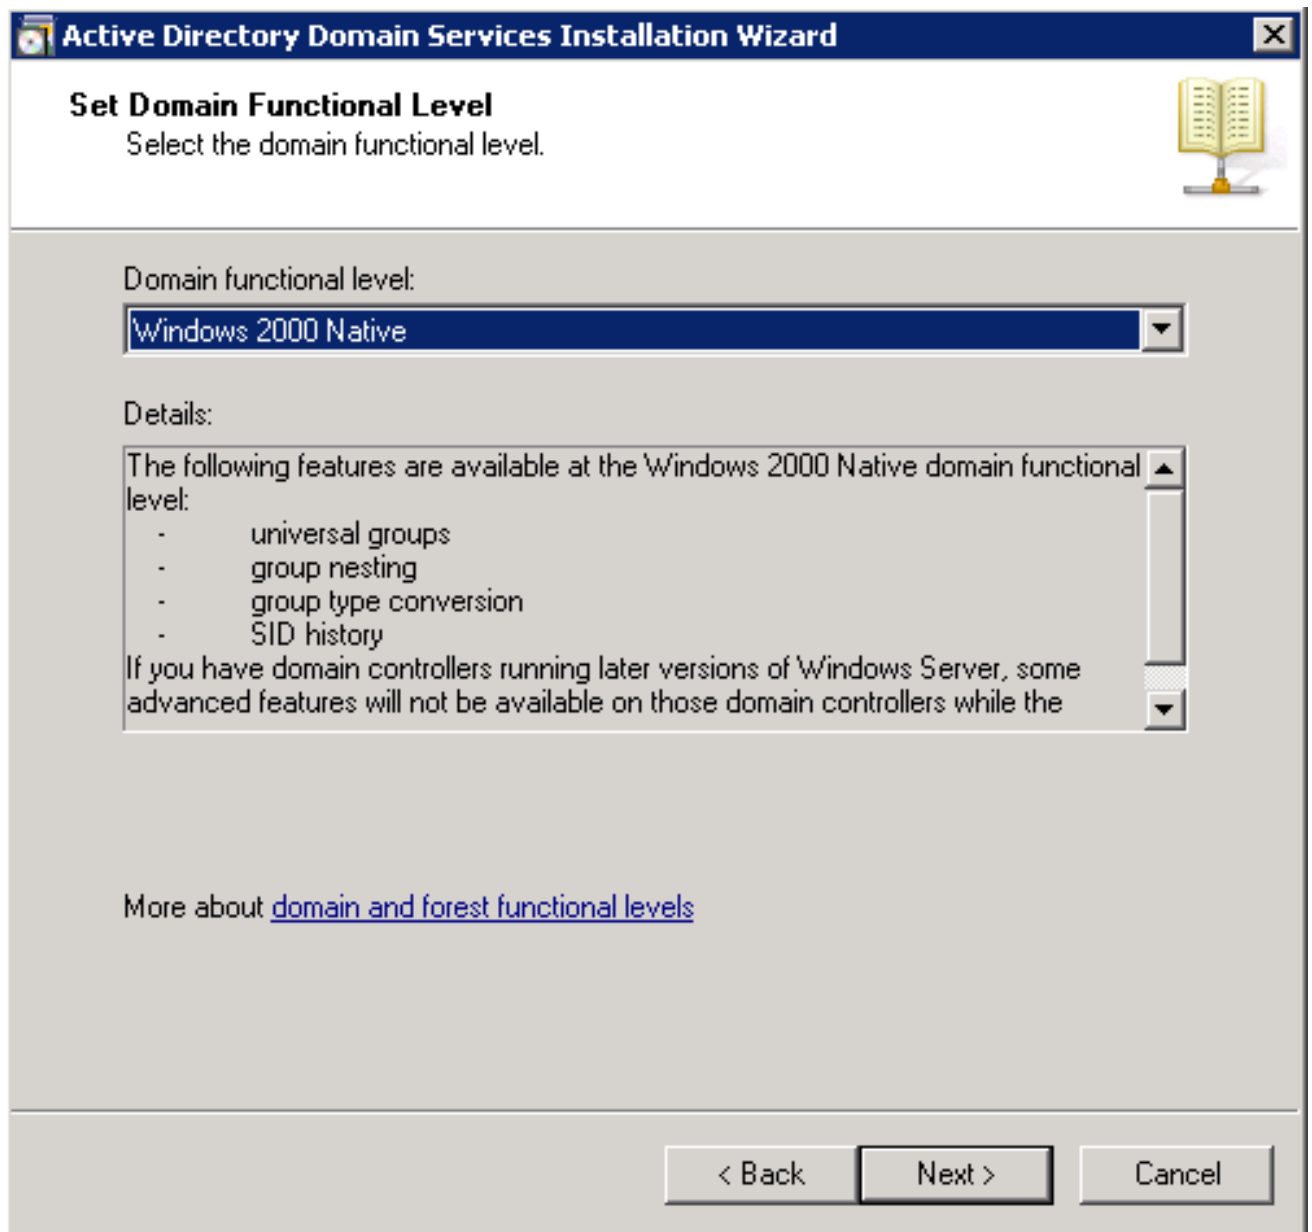 Active Directory Domain Services Installation Wizard
Set Domain Functional Level
Select the domain functional level.
Domain functional level:
Windows 2000 Native
Details:
The following features are available at the Windows 2000 Native domain functional
level:
- universal groups
- group nesting
- group type conversion
- SID history
If you have domain controllers running later versions of Windows Server, some
advanced features will not be available on those domain controllers while the
More about domain and forest functional levels
< Back Next > Cancel